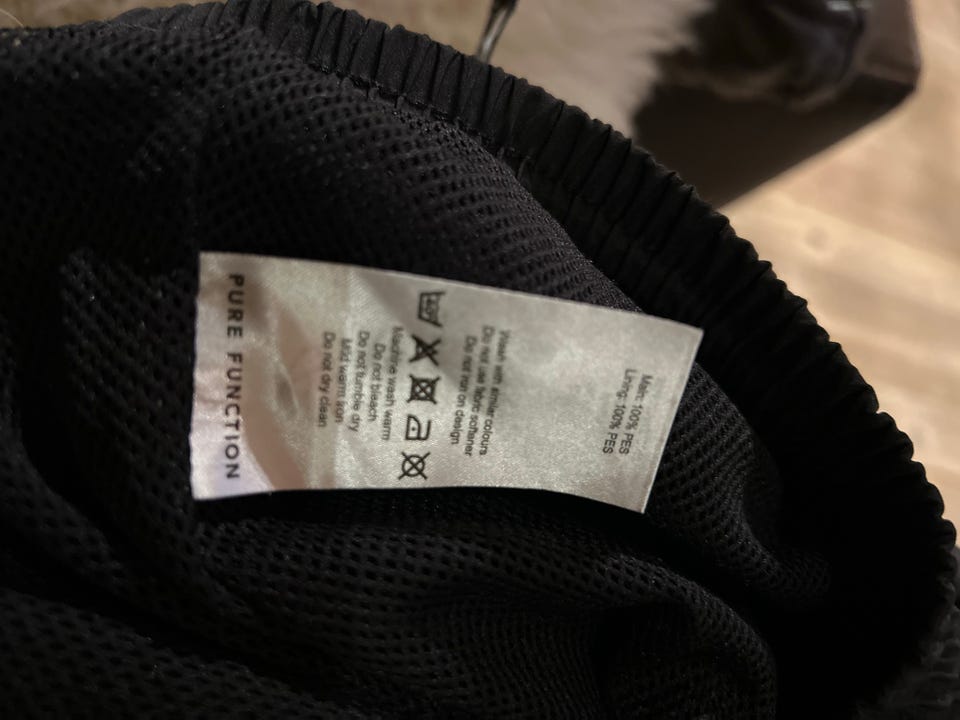 Main: 100% PES
Lining: 100% PES
Wash with similar colours
Do not use fabric softener
Do not iron on design
Machine wash warm
Do not bleach
Do not tumble dry
Mild warm iron
Do not dry clean
PURE FUNCTION